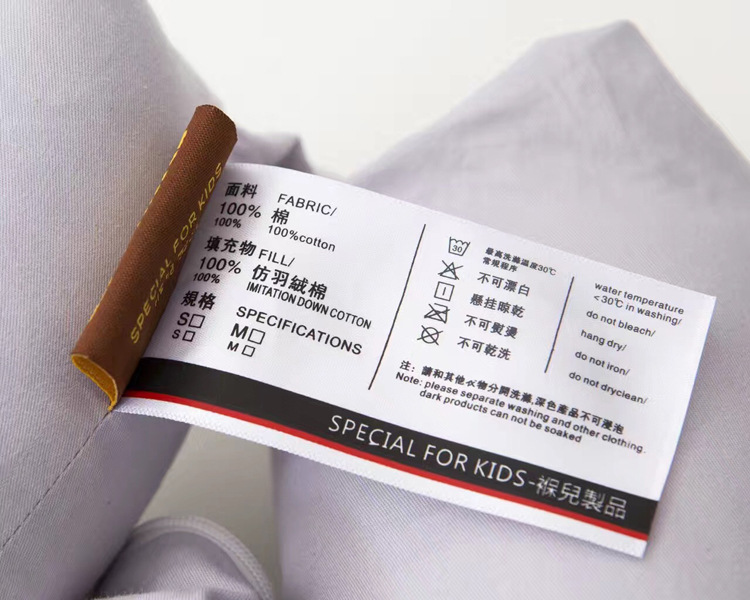 SPECIAL FOR KIDS
面料 FABRIC/
100% 棉
100% 100%cotton
填充物 FILL/
100% 仿羽絨棉
100% IMITATION DOWN COTTON
規格 SPECIFICATIONS
S□ M□
S□ M□
30
最高洗滌温度30℃
常規程序
不可漂白
懸挂晾乾
不可熨燙
不可乾洗
water temperature
<30℃ in washing/
do not bleach/
hang dry/
do not iron/
do not dryclean/
注：請和其他衣物分開洗滌,深色產品不可浸泡
Note: please separate washing and other clothing.
dark products can not be soaked
SPECIAL FOR KIDS-褓兒製品